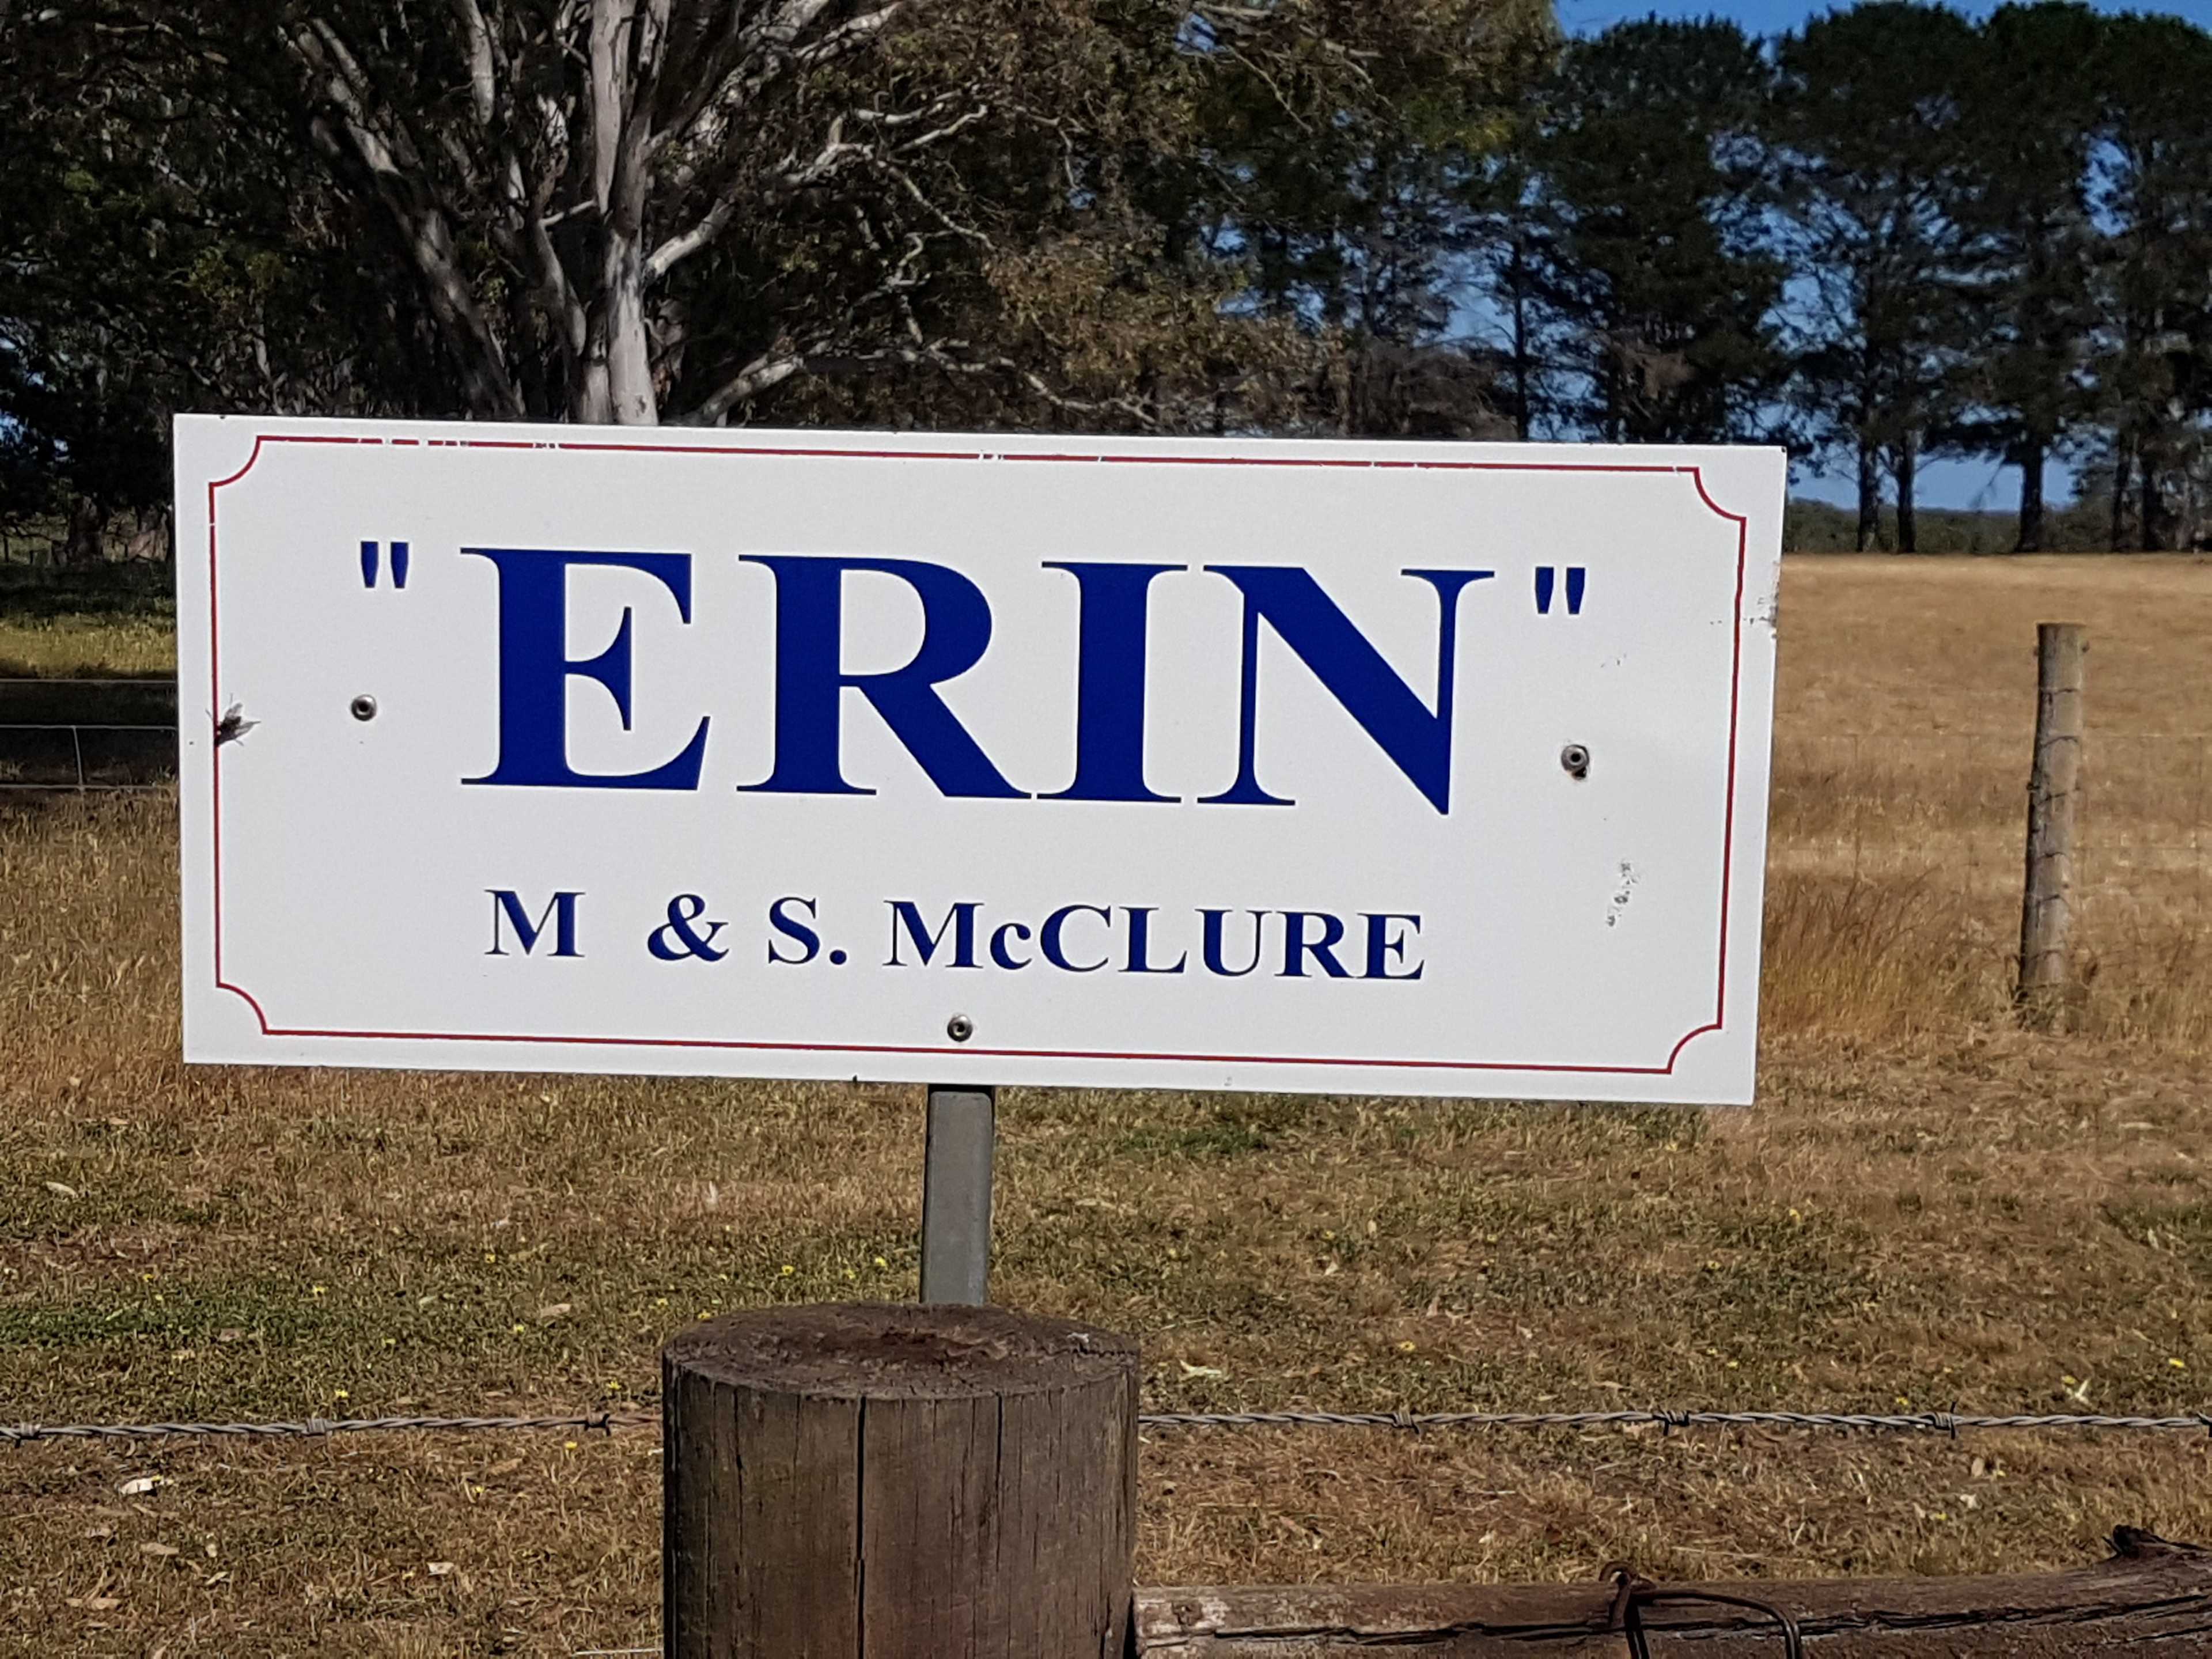 "ERIN"
M & S. McCLURE